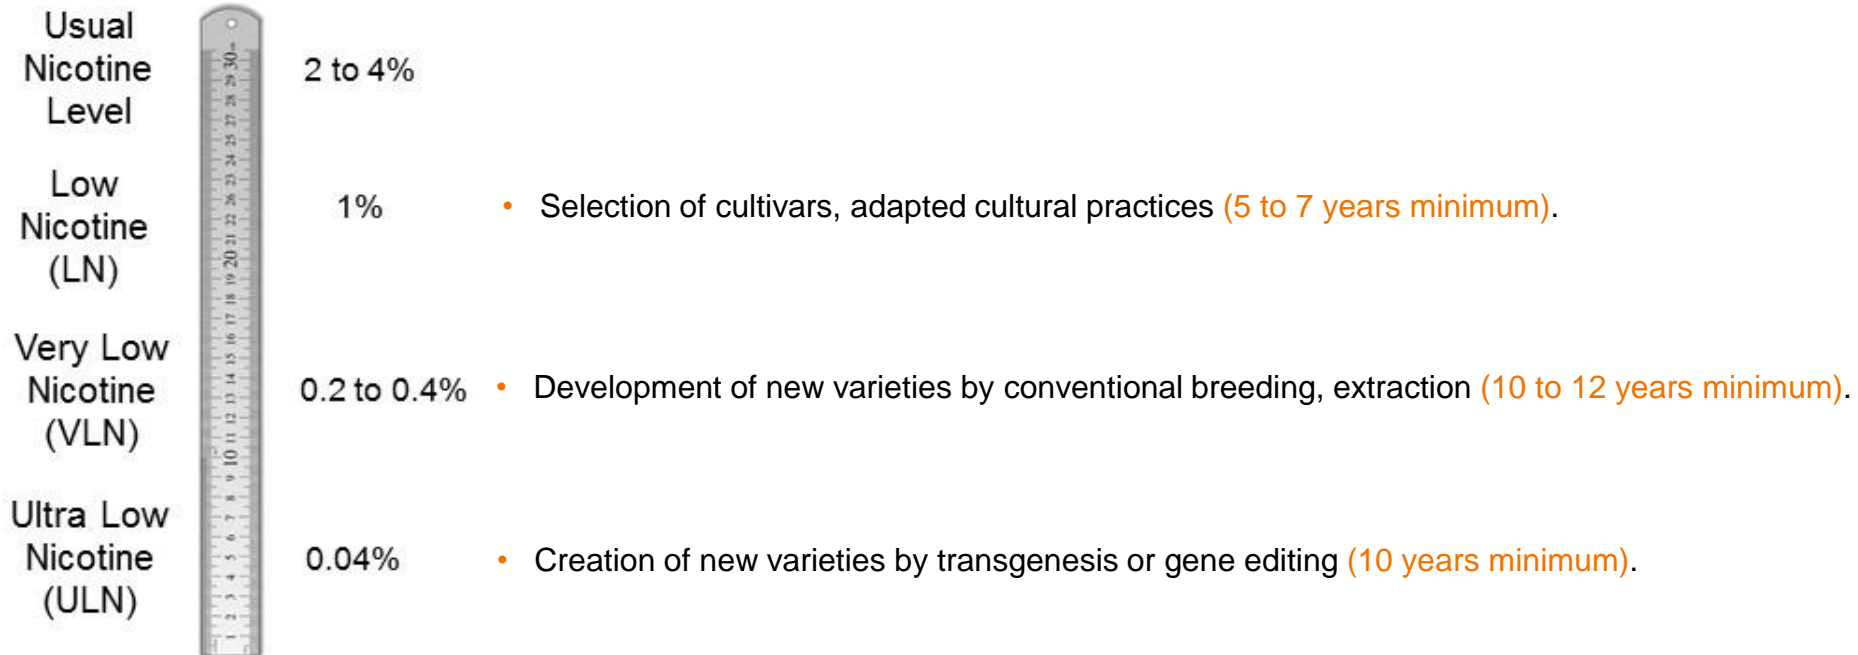 Usual
Nicotine
Level
2 to 4%
Low
Nicotine
(LN)
1%
• Selection of cultivars, adapted cultural practices (5 to 7 years minimum).
Very Low
Nicotine
(VLN)
0.2 to 0.4%
• Development of new varieties by conventional breeding, extraction (10 to 12 years minimum).
Ultra Low
Nicotine
(ULN)
0.04%
• Creation of new varieties by transgenesis or gene editing (10 years minimum).